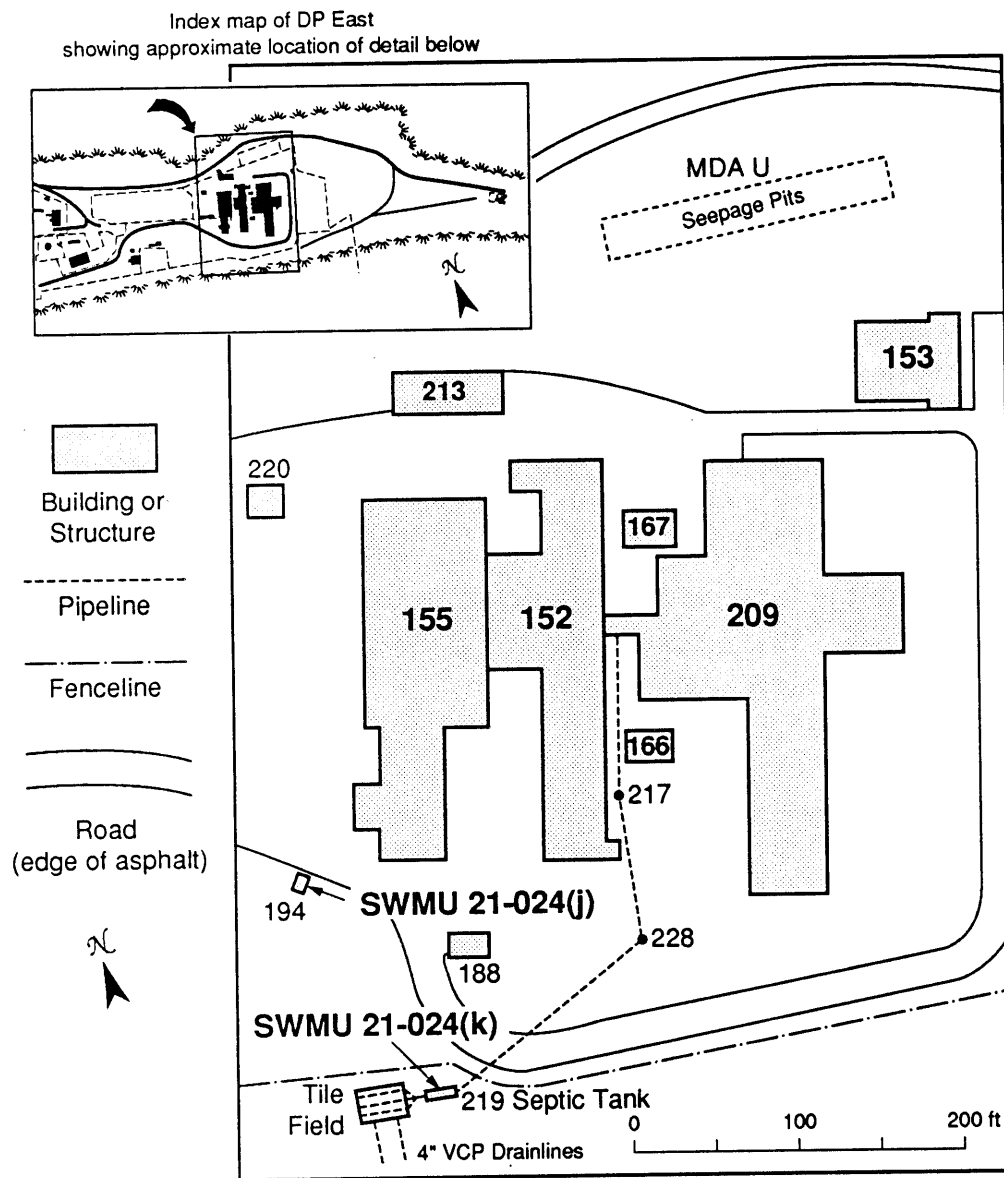 Index map of DP East
showing approximate location of detail below
N
MDA U
Seepage Pits
153
213
220
Building or
Structure
167
155
152
209
Pipeline
Fenceline
166
217
Road
(edge of asphalt)
194
SWMU 21-024(j)
228
188
N
SWMU 21-024(k)
Tile
Field
219 Septic Tank
4" VCP Drainlines
0 100 200 ft